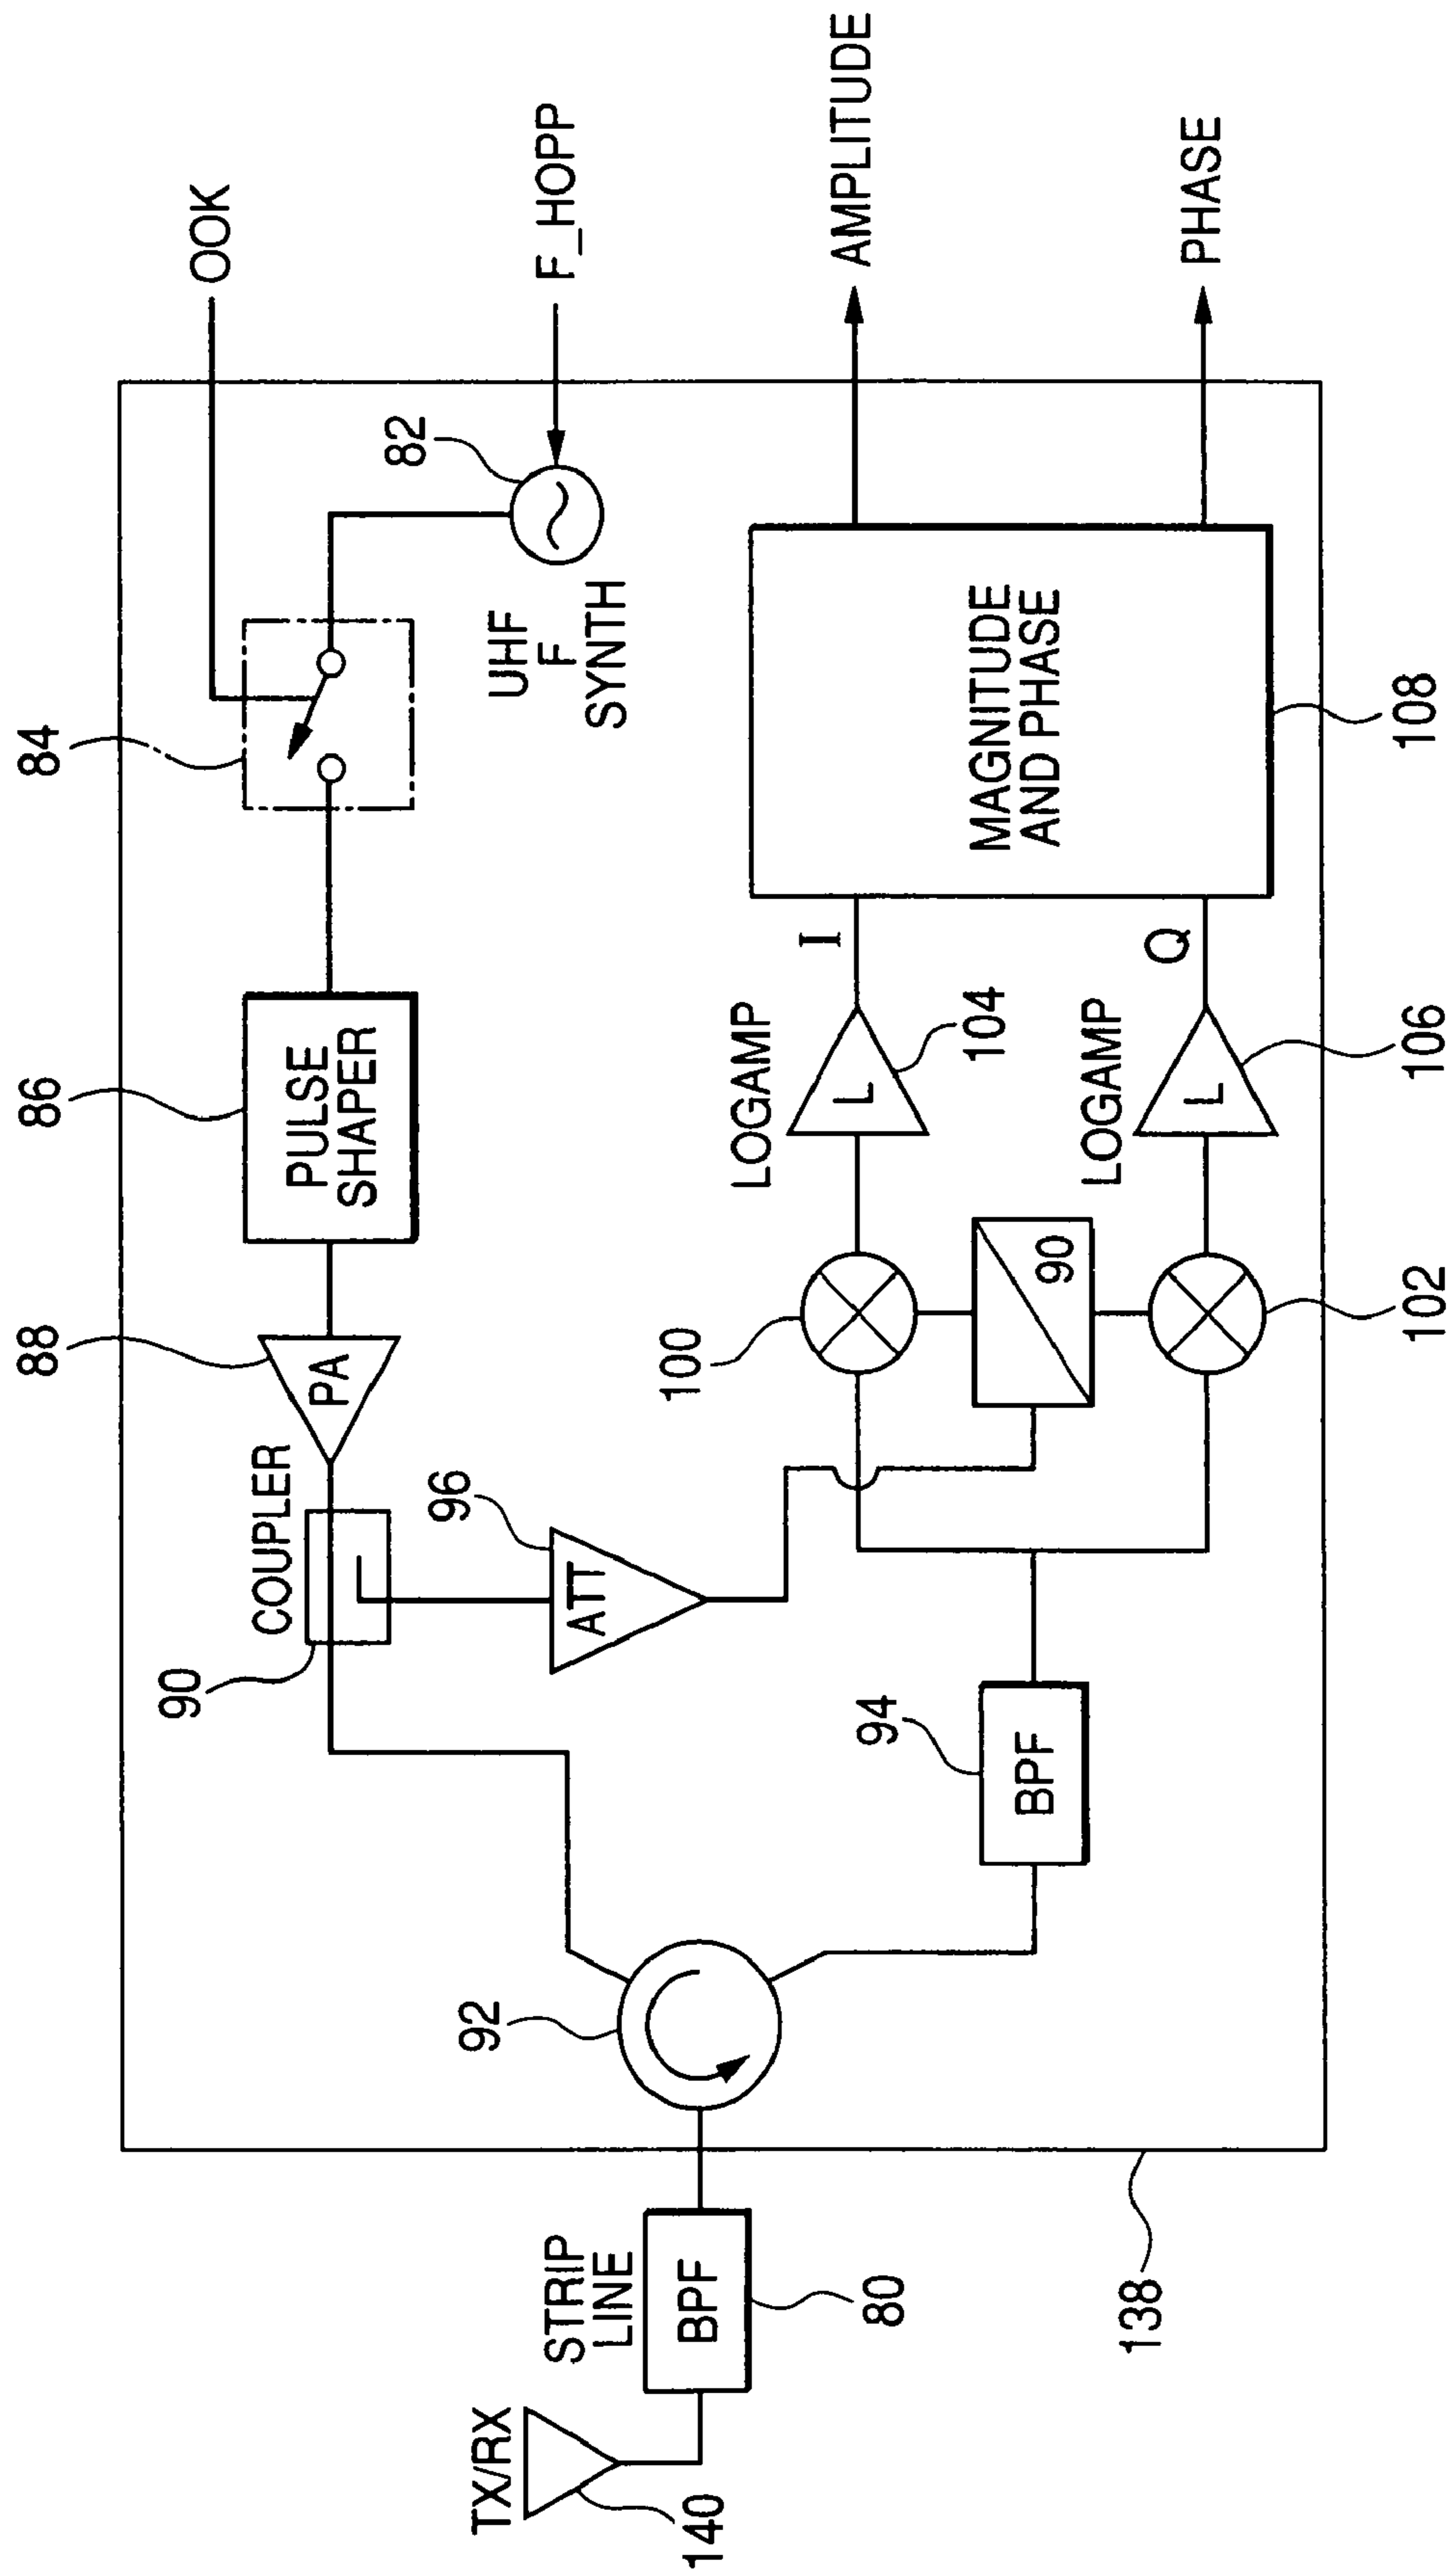 OOK
F_HOPP
AMPLITUDE
PHASE
82
UHF
F
SYNTH
84
86
PULSE
SHAPER
88
PA
COUPLER
90
96
ATT
92
94
BPF
100
90
102
LOGAMP
L
104
I
LOGAMP
L
106
Q
MAGNITUDE
AND PHASE
108
138
STRIP
LINE
BPF
80
TX/RX
140